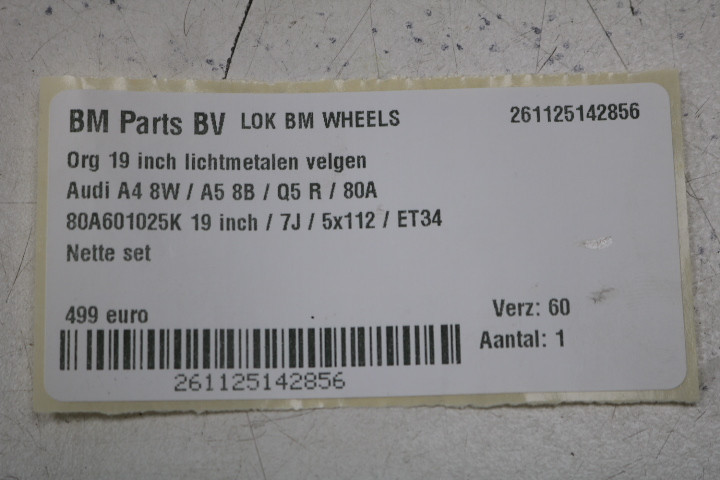 BM Parts BV LOK BM WHEELS 261125142856
Org 19 inch lichtmetalen velgen
Audi A4 8W / A5 8B / Q5 R / 80A
80A601025K 19 inch / 7J / 5x112 / ET34
Nette set
499 euro Verz: 60
Aantal: 1
261125142856